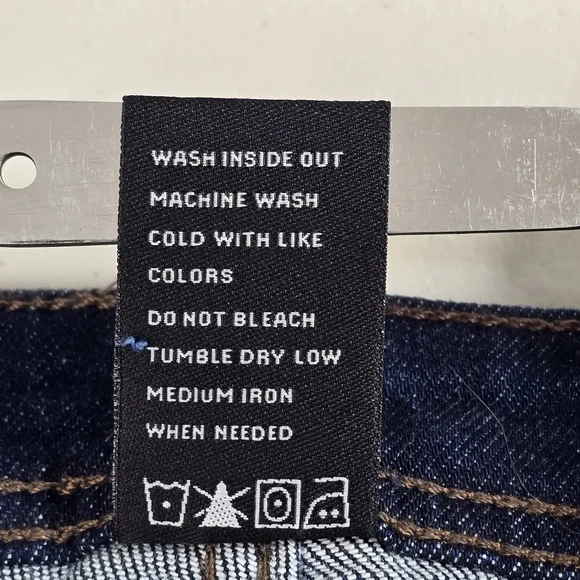 WASH INSIDE OUT
MACHINE WASH
COLD WITH LIKE
COLORS
DO NOT BLEACH
TUMBLE DRY LOW
MEDIUM IRON
WHEN NEEDED